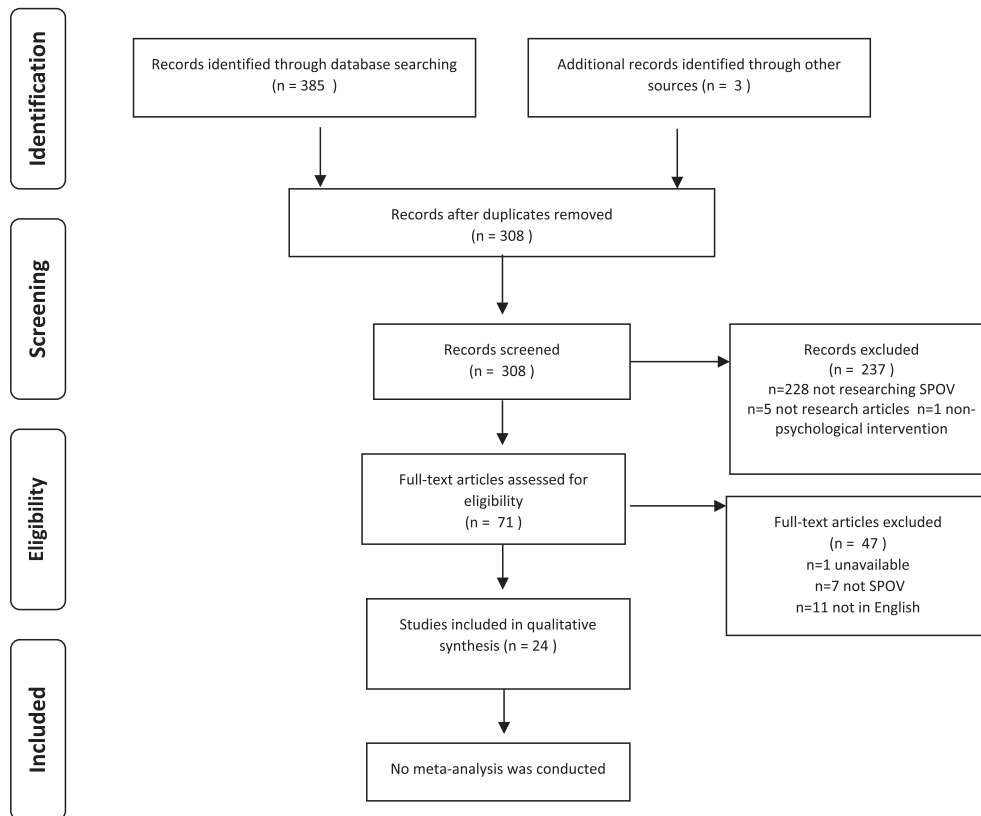 Identification
Records identified through database searching
(n = 385 )
Additional records identified through other
sources (n = 3 )
Records after duplicates removed
(n = 308 )
Screening
Records screened
(n = 308 )
Records excluded
(n = 237 )
n=228 not researching SPOV
n=5 not research articles n=1 non-
psychological intervention
Eligibility
Full-text articles assessed for
eligibility
(n = 71 )
Full-text articles excluded
(n = 47 )
n=1 unavailable
n=7 not SPOV
n=11 not in English
Studies included in qualitative
synthesis (n = 24 )
Included
No meta-analysis was conducted